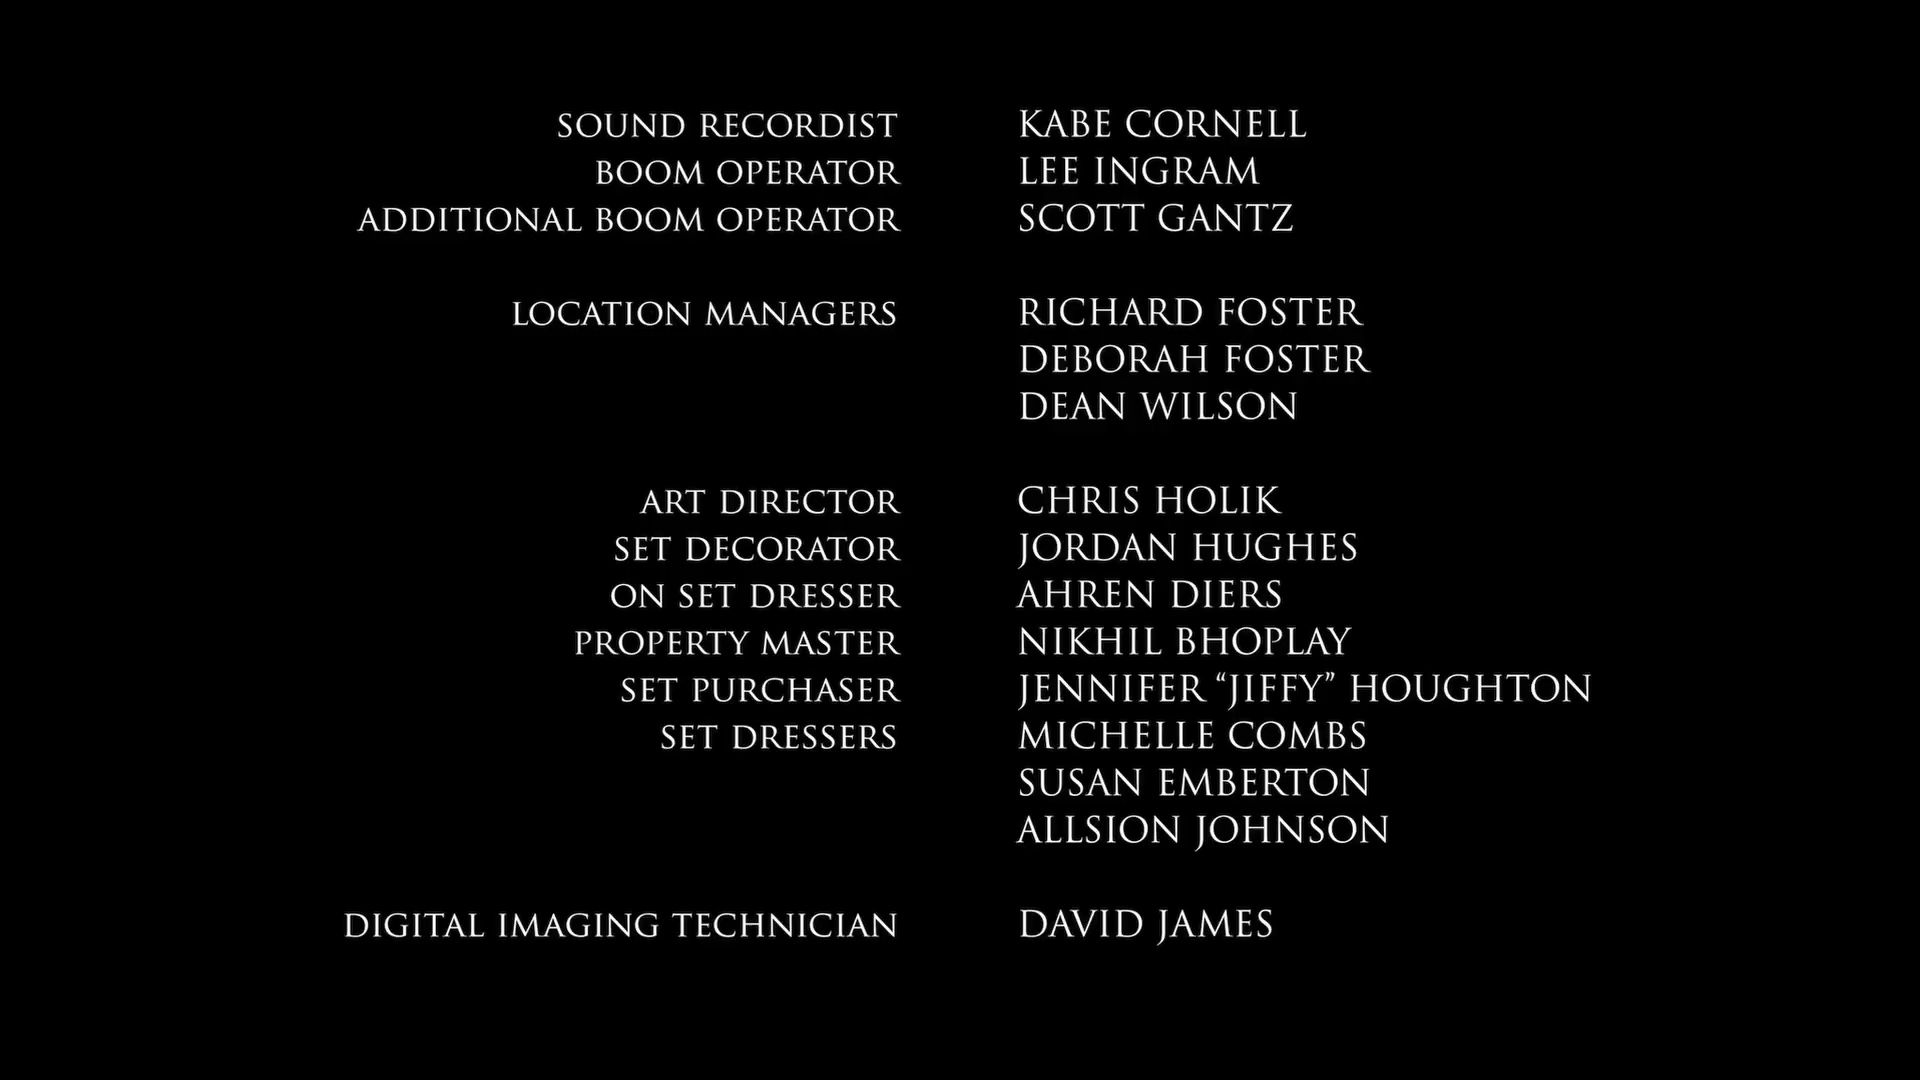 SOUND RECORDIST KABE CORNELL
BOOM OPERATOR LEE INGRAM
ADDITIONAL BOOM OPERATOR SCOTT GANTZ
LOCATION MANAGERS RICHARD FOSTER
DEBORAH FOSTER
DEAN WILSON
ART DIRECTOR CHRIS HOLIK
SET DECORATOR JORDAN HUGHES
ON SET DRESSER AHREN DIERS
PROPERTY MASTER NIKHIL BHOPLAY
SET PURCHASER JENNIFER “JIFFY” HOUGHTON
SET DRESSERS MICHELLE COMBS
SUSAN EMBERTON
ALLSION JOHNSON
DIGITAL IMAGING TECHNICIAN DAVID JAMES